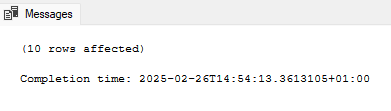 Messages
(10 rows affected)
Completion time: 2025-02-26T14:54:13.3613105+01:00